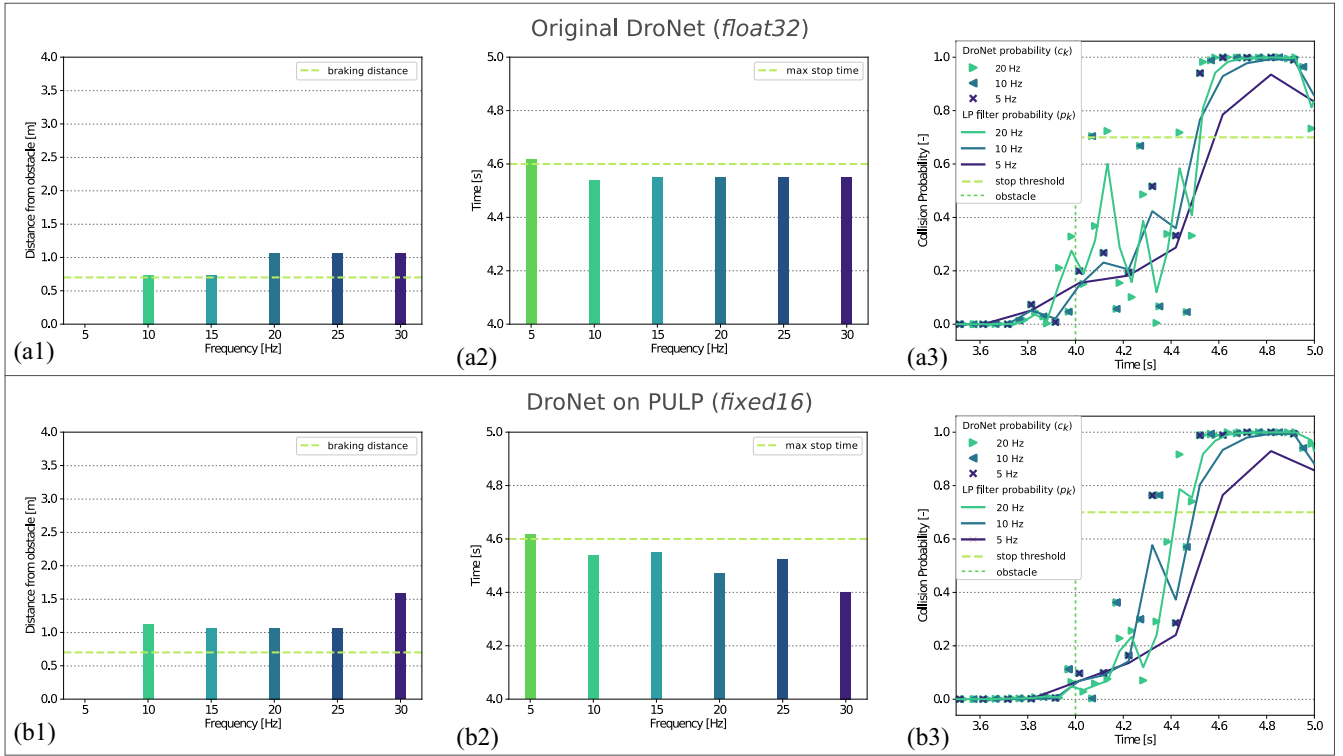 Original DroNet (float32)
Distance from obstacle [m]
4.0
3.5
3.0
2.5
2.0
1.5
1.0
0.5
0.0
braking distance
5 10 15 20 25 30
Frequency [Hz]
(a1)
Time [s]
5.0
4.8
4.6
4.4
4.2
4.0
max stop time
5 10 15 20 25 30
Frequency [Hz]
(a2)
Collision Probability [-]
1.0
0.8
0.6
0.4
0.2
0.0
DroNet probability (ck)
20 Hz
10 Hz
5 Hz
LP filter probability (pk)
20 Hz
10 Hz
5 Hz
stop threshold
obstacle
3.6 3.8 4.0 4.2 4.4 4.6 4.8 5.0
Time [s]
(a3)
DroNet on PULP (fixed16)
Distance from obstacle [m]
4.0
3.5
3.0
2.5
2.0
1.5
1.0
0.5
0.0
braking distance
5 10 15 20 25 30
Frequency [Hz]
(b1)
Time [s]
5.0
4.8
4.6
4.4
4.2
4.0
max stop time
5 10 15 20 25 30
Frequency [Hz]
(b2)
Collision Probability [-]
1.0
0.8
0.6
0.4
0.2
0.0
DroNet probability (ck)
20 Hz
10 Hz
5 Hz
LP filter probability (pk)
20 Hz
10 Hz
5 Hz
stop threshold
obstacle
3.6 3.8 4.0 4.2 4.4 4.6 4.8 5.0
Time [s]
(b3)